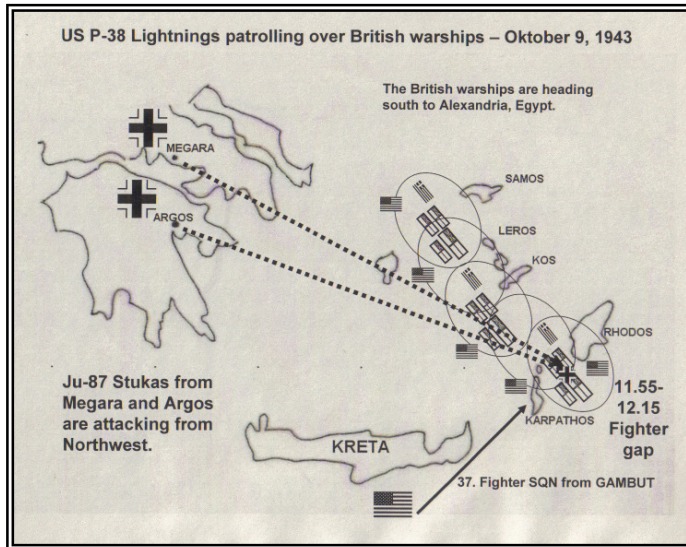 US P-38 Lightnings patrolling over British warships – Oktober 9, 1943
The British warships are heading
south to Alexandria, Egypt.
MEGARA
SAMOS
ARGOS
LEROS
KOS
RHODOS
Ju-87 Stukas from
Megara and Argos
are attacking from
Northwest.
11.55-
12.15
Fighter
gap
KARPATHOS
KRETA
37. Fighter SQN from GAMBUT